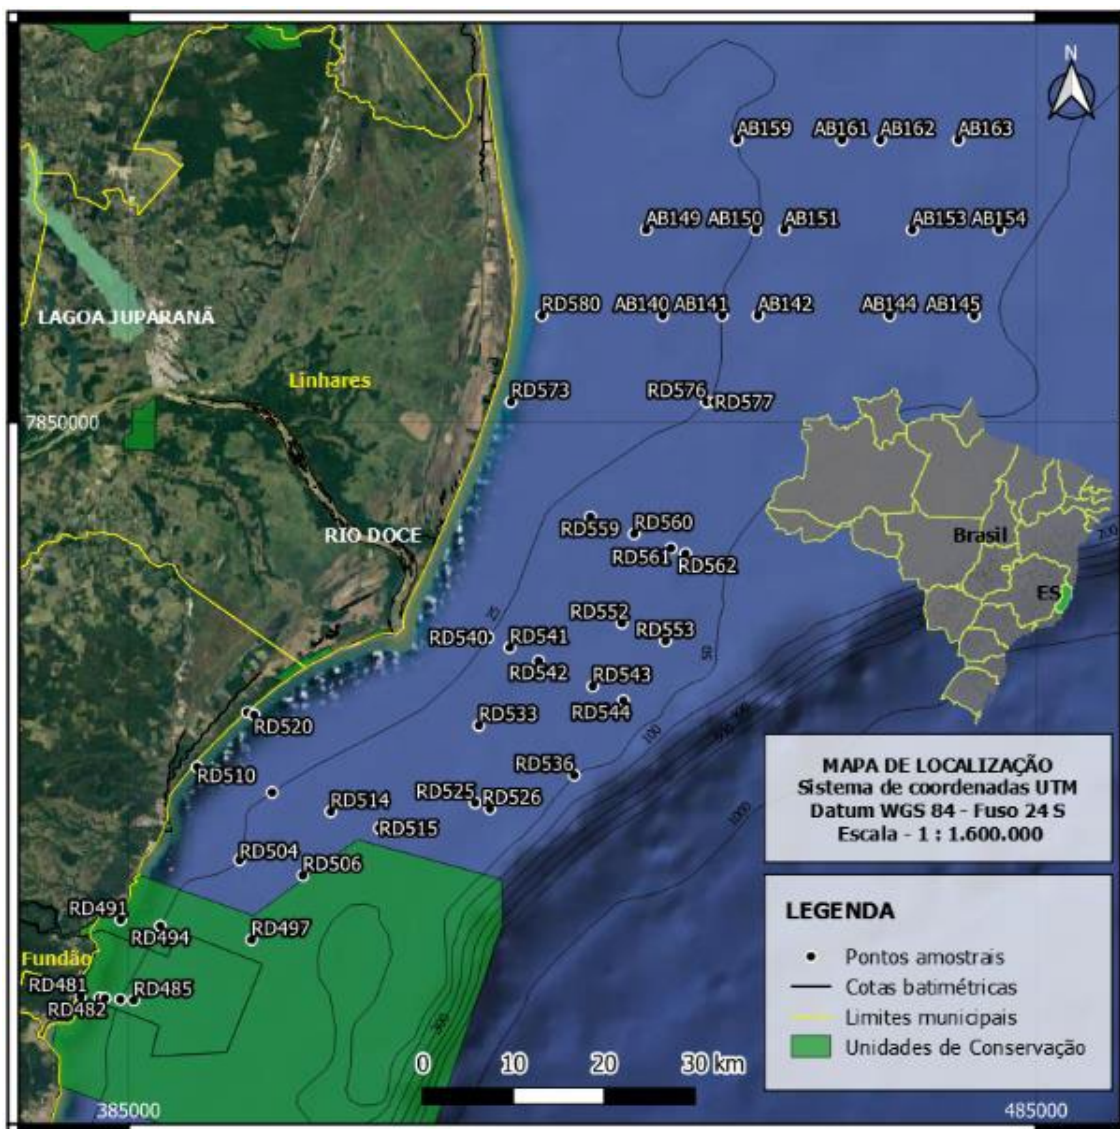 N
AB159 AB161 AB162 AB163
AB149 AB150 AB151 AB153 AB154
LAGOA JUPARANÃ
RD580 AB140 AB141 AB142 AB144 AB145
Linhares
RD573 RD576 RD577
7850000
RIO DOCE
RD559 RD560
RD561 RD562
Brasil
200
ES
25
RD552
RD540 RD541 RD553
RD542
50
RD543
RD544
RD520 RD533
100
RD510 RD536
RD514 RD525 RD526
1000
RD515
RD504 RD506
RD491
RD494 RD497
Fundão
RD481 RD485
RD482
MAPA DE LOCALIZAÇÃO
Sistema de coordenadas UTM
Datum WGS 84 - Fuso 24 S
Escala - 1 : 1.600.000
LEGENDA
Pontos amostrais
Cotas batimétricas
Limites municipais
Unidades de Conservação
0 10 20 30 km
385000 485000